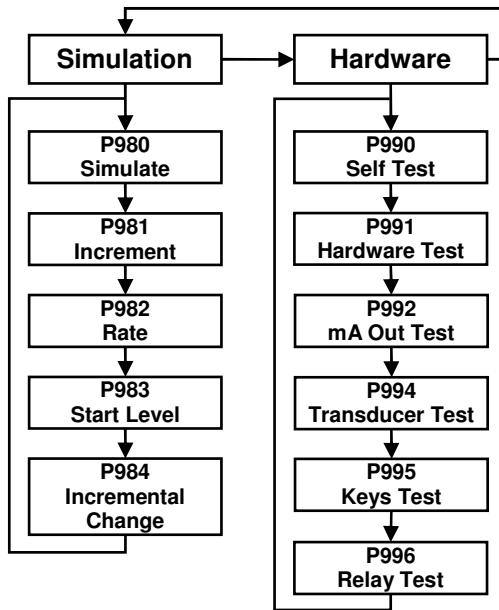 Simulation
Hardware
P980
Simulate
P981
Increment
P982
Rate
P983
Start Level
P984
Incremental
Change
P990
Self Test
P991
Hardware Test
P992
mA Out Test
P994
Transducer Test
P995
Keys Test
P996
Relay Test